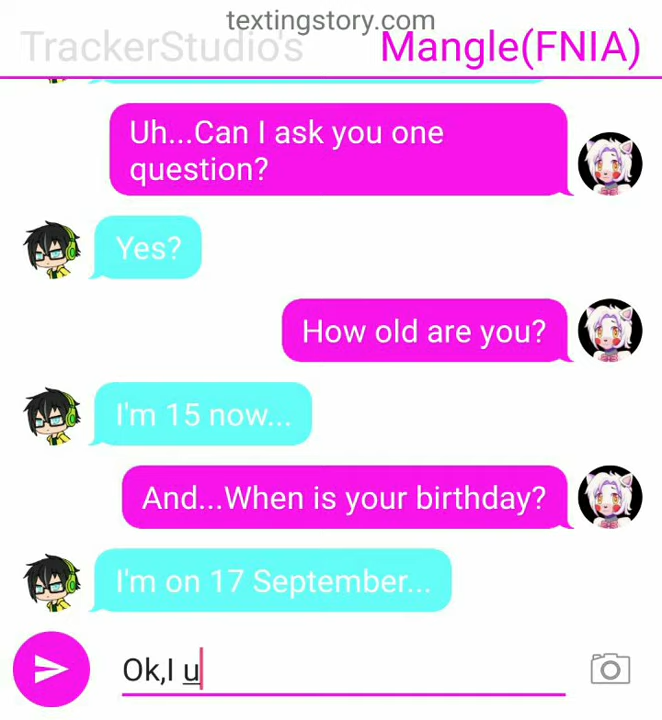 textingstory.com
TrackerStudio's Mangle(FNIA)
Uh...Can I ask you one
question?
Yes?
How old are you?
I'm 15 now...
And...When is your birthday?
I'm on 17 September...
Ok,I u